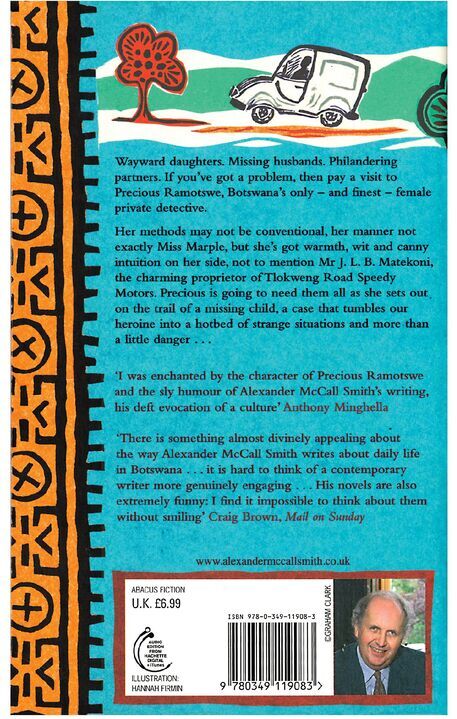 Wayward daughters. Missing husbands. Philandering
partners. If you've got a problem, then pay a visit to
Precious Ramotswe, Botswana's only – and finest – female
private detective.
Her methods may not be conventional, her manner not
exactly Miss Marple, but she's got warmth, wit and canny
intuition on her side, not to mention Mr J. L. B. Matekoni,
the charming proprietor of Tlokweng Road Speedy
Motors. Precious is going to need them all as she sets out
on the trail of a missing child, a case that tumbles our
heroine into a hotbed of strange situations and more than
a little danger . . .
'I was enchanted by the character of Precious Ramotswe
and the sly humour of Alexander McCall Smith's writing,
his deft evocation of a culture' Anthony Minghella
'There is something almost divinely appealing about
the way Alexander McCall Smith writes about daily life
in Botswana . . . it is hard to think of a contemporary
writer more genuinely engaging . . . His novels are also
extremely funny: I find it impossible to think about them
without smiling' Craig Brown, Mail on Sunday
www.alexandermccallsmith.co.uk
ABACUS FICTION
U.K. £6.99
AUDIO
EDITION
FROM
HACHETTE
DIGITAL
iTunes
ILLUSTRATION:
HANNAH FIRMIN
ISBN 978-0-349-11908-3
9 780349 119083 >
©GRAHAM CLARK